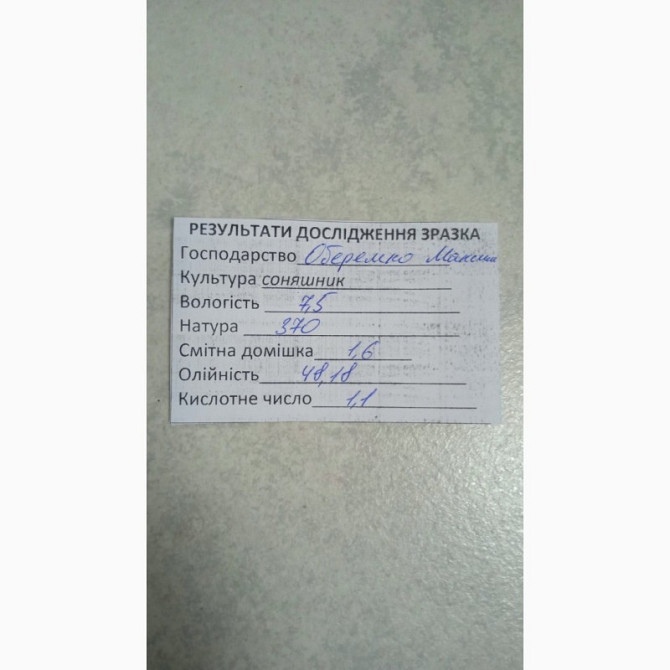 РЕЗУЛЬТАТИ ДОСЛІДЖЕННЯ ЗРАЗКА
Господарство Оберемко Максим
Культура соняшник
Вологість 7,5
Натура 370
Смітна домішка 1,6
Олійність 48,18
Кислотне число 1,1